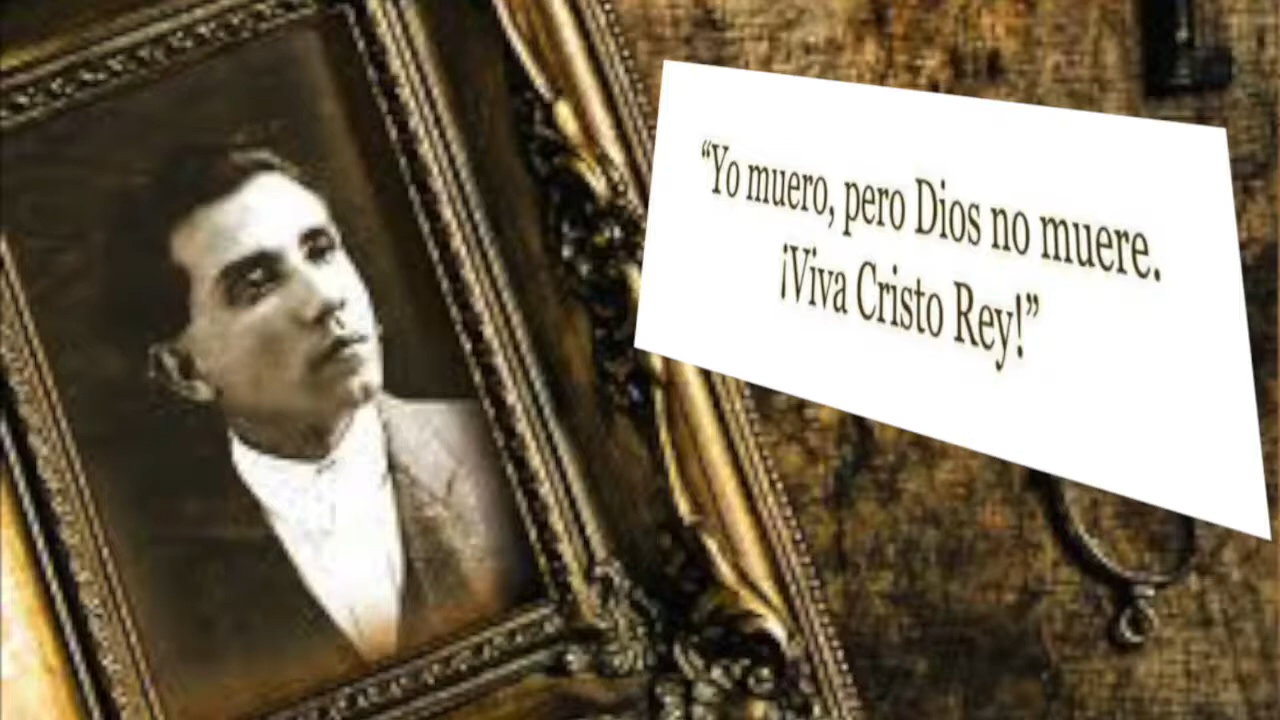 “Yo muero, pero Dios no muere.
¡Viva Cristo Rey!”